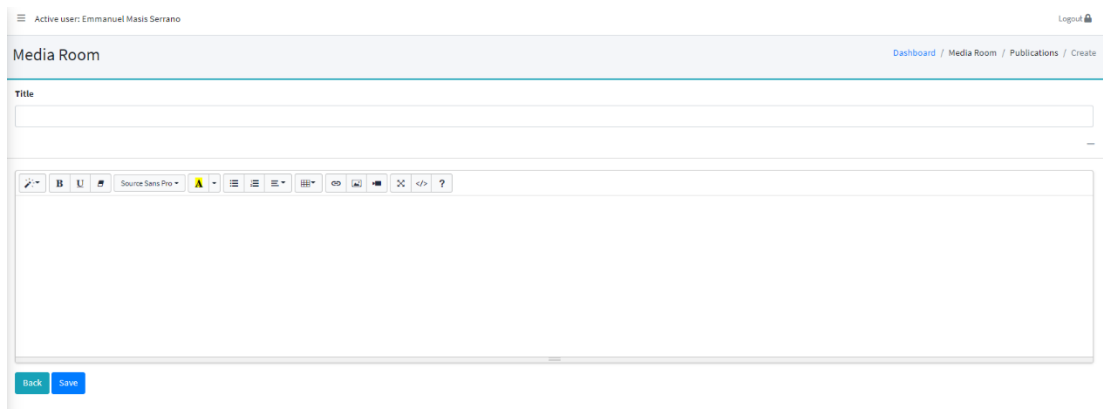 Active user: Emmanuel Masis Serrano
Logout
Media Room
Dashboard / Media Room / Publications / Create
Title
B U Source Sans Pro A </> ?
Back Save